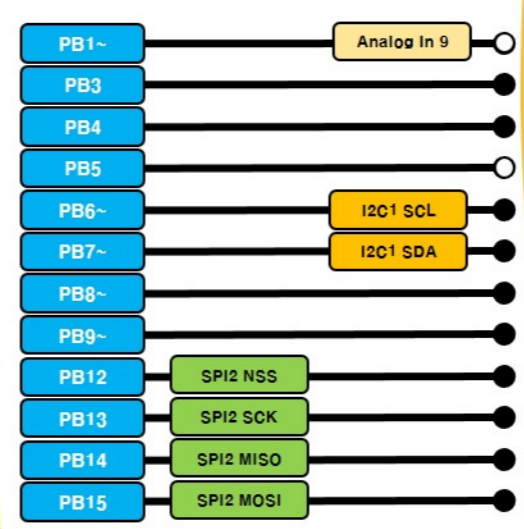 PB1~ Analog In 9
PB3
PB4
PB5
PB6~ I2C1 SCL
PB7~ I2C1 SDA
PB8~
PB9~
PB12 SPI2 NSS
PB13 SPI2 SCK
PB14 SPI2 MISO
PB15 SPI2 MOSI